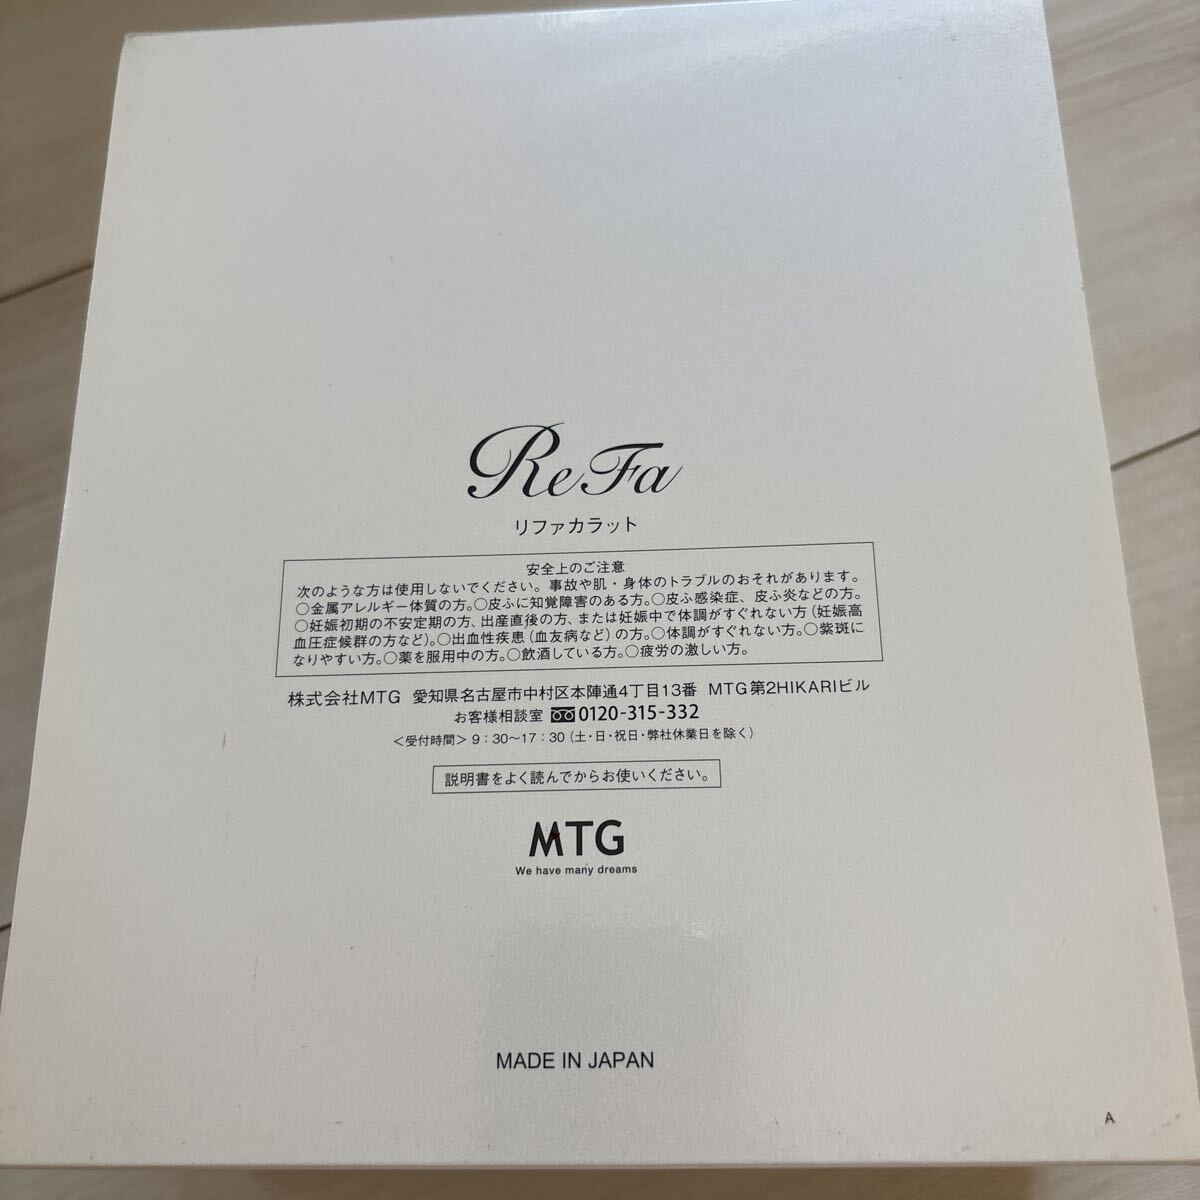 ReFa
リファカラット
安全上のご注意
次のような方は使用しないでください。事故や肌・身体のトラブルのおそれがあります。
○金属アレルギー体質の方。○皮ふに知覚障害のある方。○皮ふ感染症、皮ふ炎などの方。
○妊娠初期の不安定期の方、出産直後の方、または妊娠中で体調がすぐれない方(妊娠高
血圧症候群の方など)。○出血性疾患(血友病など)の方。○体調がすぐれない方。○紫斑に
なりやすい方。○薬を服用中の方。○飲酒している方。○疲労の激しい方。
株式会社MTG 愛知県名古屋市中村区本陣通4丁目13番 MTG第2HIKARIビル
お客様相談室 0120-315-332
<受付時間>9:30〜17:30(土・日・祝日・弊社休業日を除く)
説明書をよく読んでからお使いください。
MTG
We have many dreams
MADE IN JAPAN
A